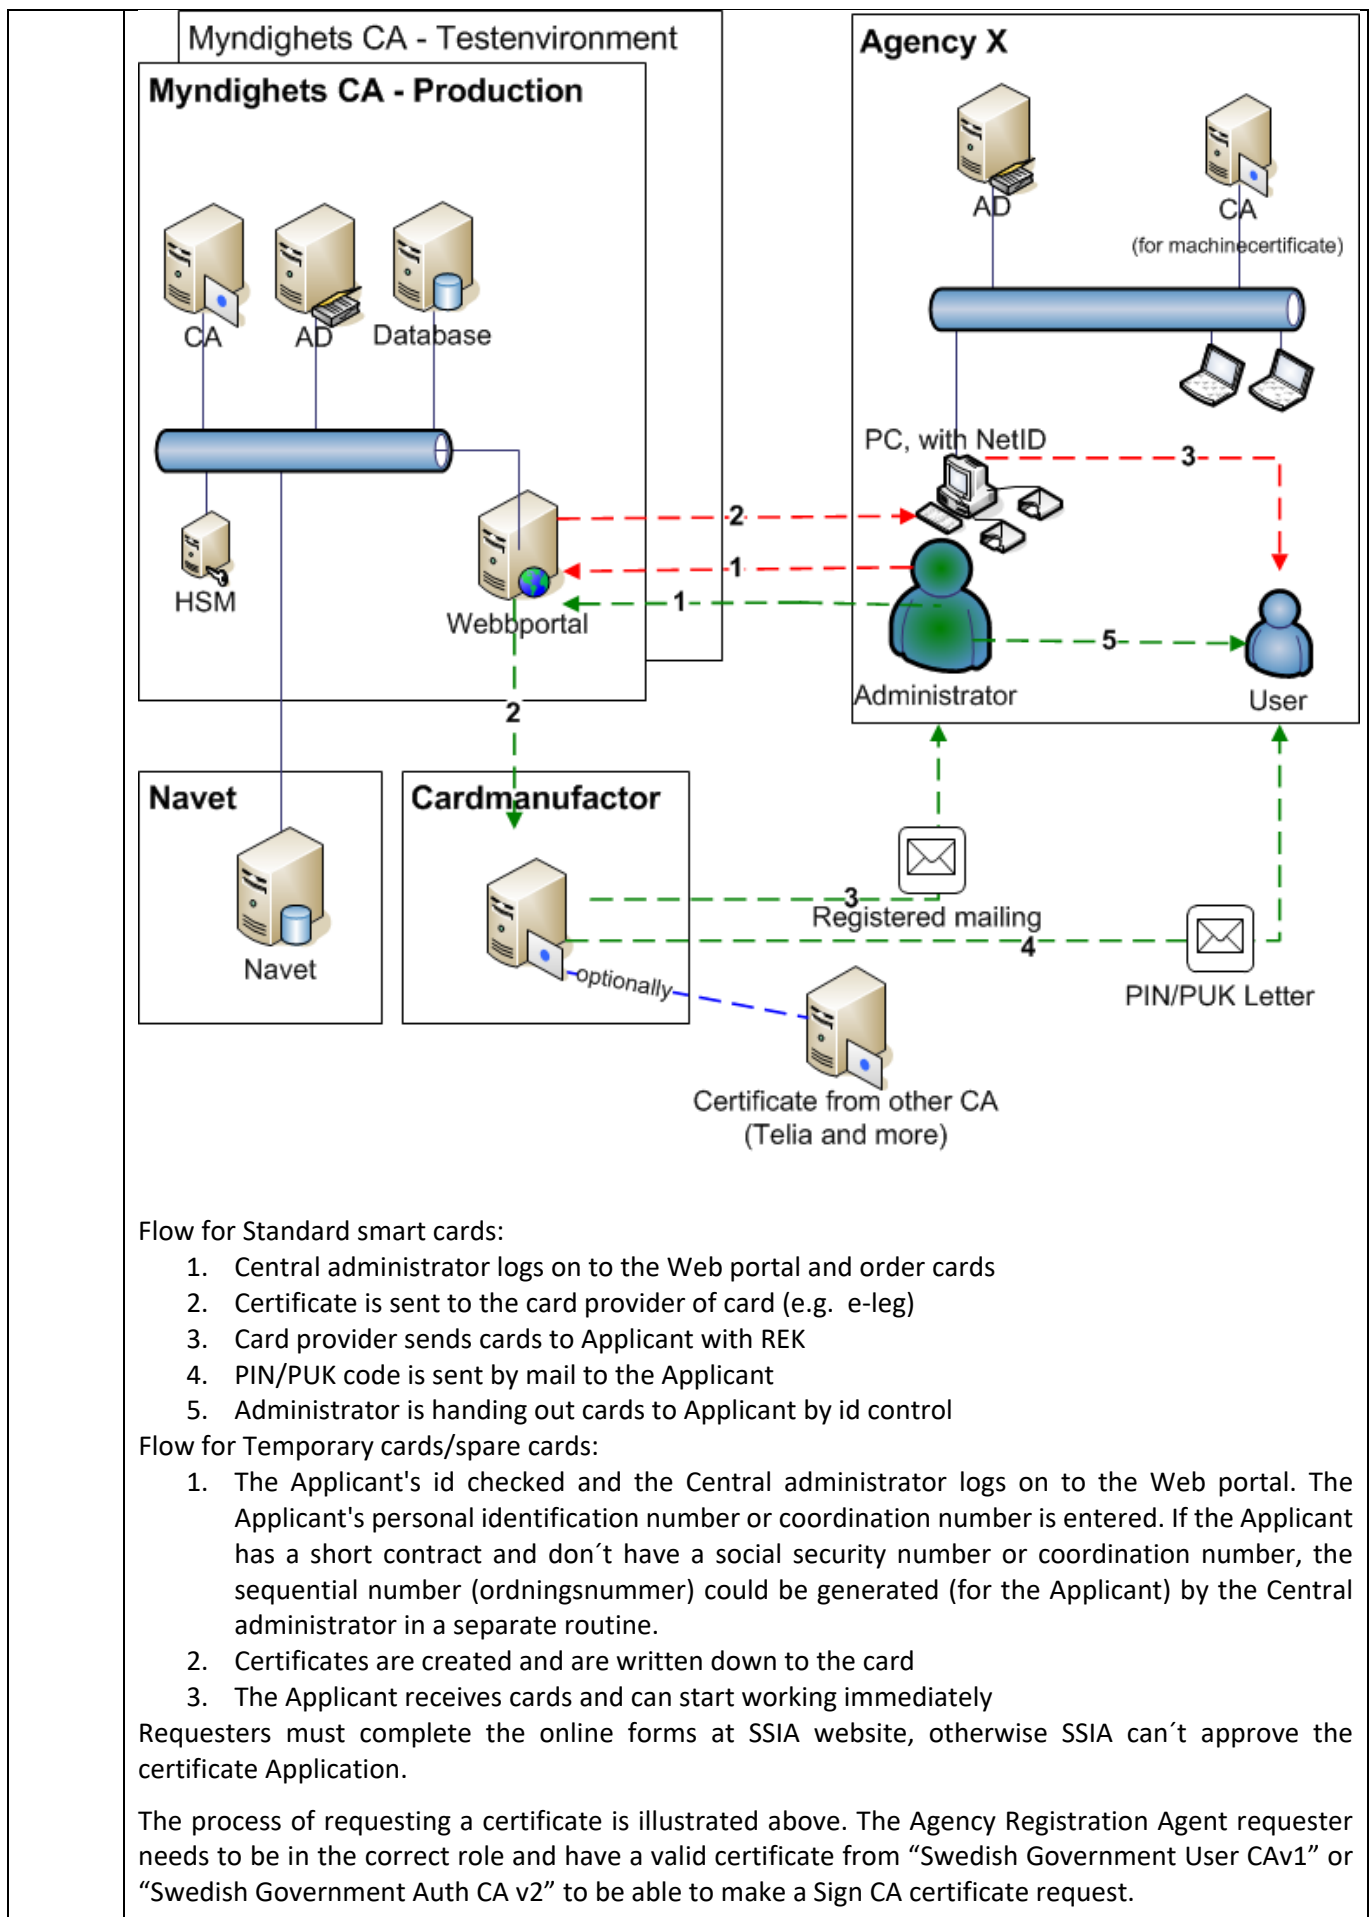 Myndighets CA - Testenvironment
Myndighets CA - Production
Agency X
AD
CA
(for machinecertificate)
CA
AD
Database
PC, with NetID
3
2
1
1
HSM
Webbportal
5
Administrator
User
2
Navet
Cardmanufactor
3
Registered mailing
4
Navet
optionally
PIN/PUK Letter
Certificate from other CA
(Telia and more)
Flow for Standard smart cards:
1. Central administrator logs on to the Web portal and order cards
2. Certificate is sent to the card provider of card (e.g. e-leg)
3. Card provider sends cards to Applicant with REK
4. PIN/PUK code is sent by mail to the Applicant
5. Administrator is handing out cards to Applicant by id control
Flow for Temporary cards/spare cards:
1. The Applicant's id checked and the Central administrator logs on to the Web portal. The
Applicant's personal identification number or coordination number is entered. If the Applicant
has a short contract and don´t have a social security number or coordination number, the
sequential number (ordningsnummer) could be generated (for the Applicant) by the Central
administrator in a separate routine.
2. Certificates are created and are written down to the card
3. The Applicant receives cards and can start working immediately
Requesters must complete the online forms at SSIA website, otherwise SSIA can´t approve the
certificate Application.
The process of requesting a certificate is illustrated above. The Agency Registration Agent requester
needs to be in the correct role and have a valid certificate from “Swedish Government User CAv1” or
“Swedish Government Auth CA v2” to be able to make a Sign CA certificate request.